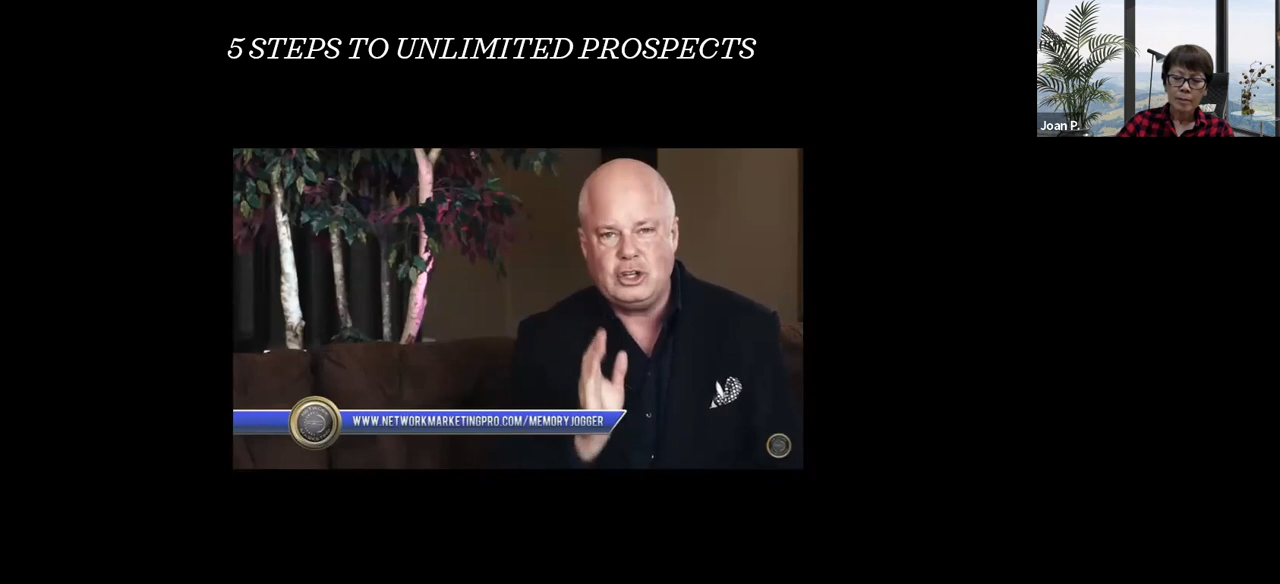 5 STEPS TO UNLIMITED PROSPECTS
Joan P.
WWW.NETWORKMARKETINGPRO.COM/MEMORYJOGGER